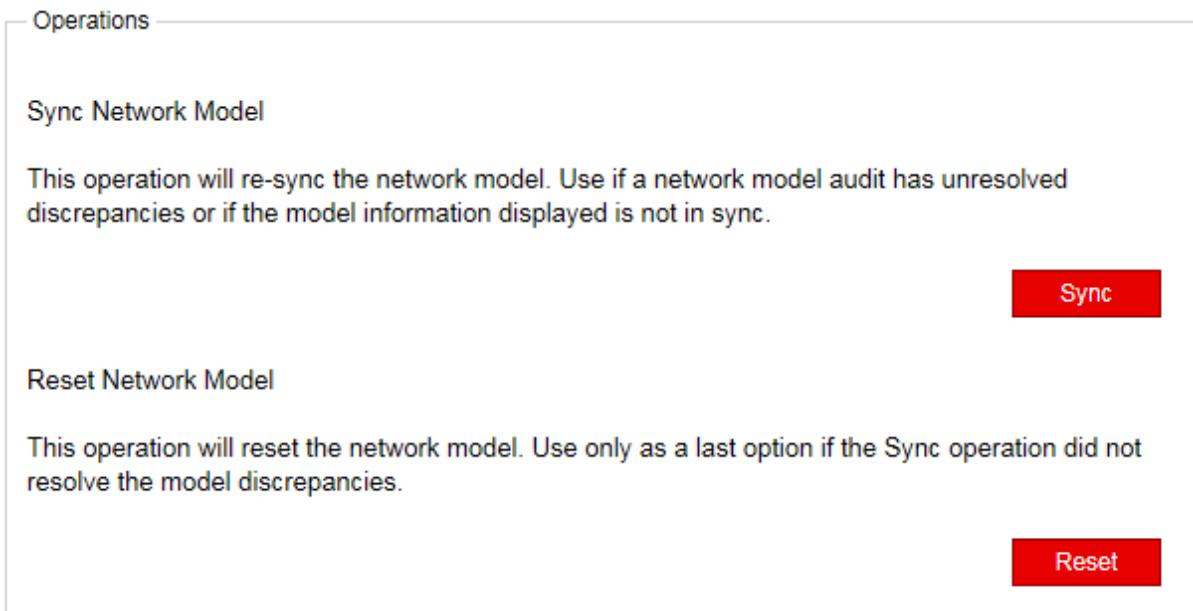 Operations
Sync Network Model
This operation will re-sync the network model. Use if a network model audit has unresolved
discrepancies or if the model information displayed is not in sync.
Sync
Reset Network Model
This operation will reset the network model. Use only as a last option if the Sync operation did not
resolve the model discrepancies.
Reset